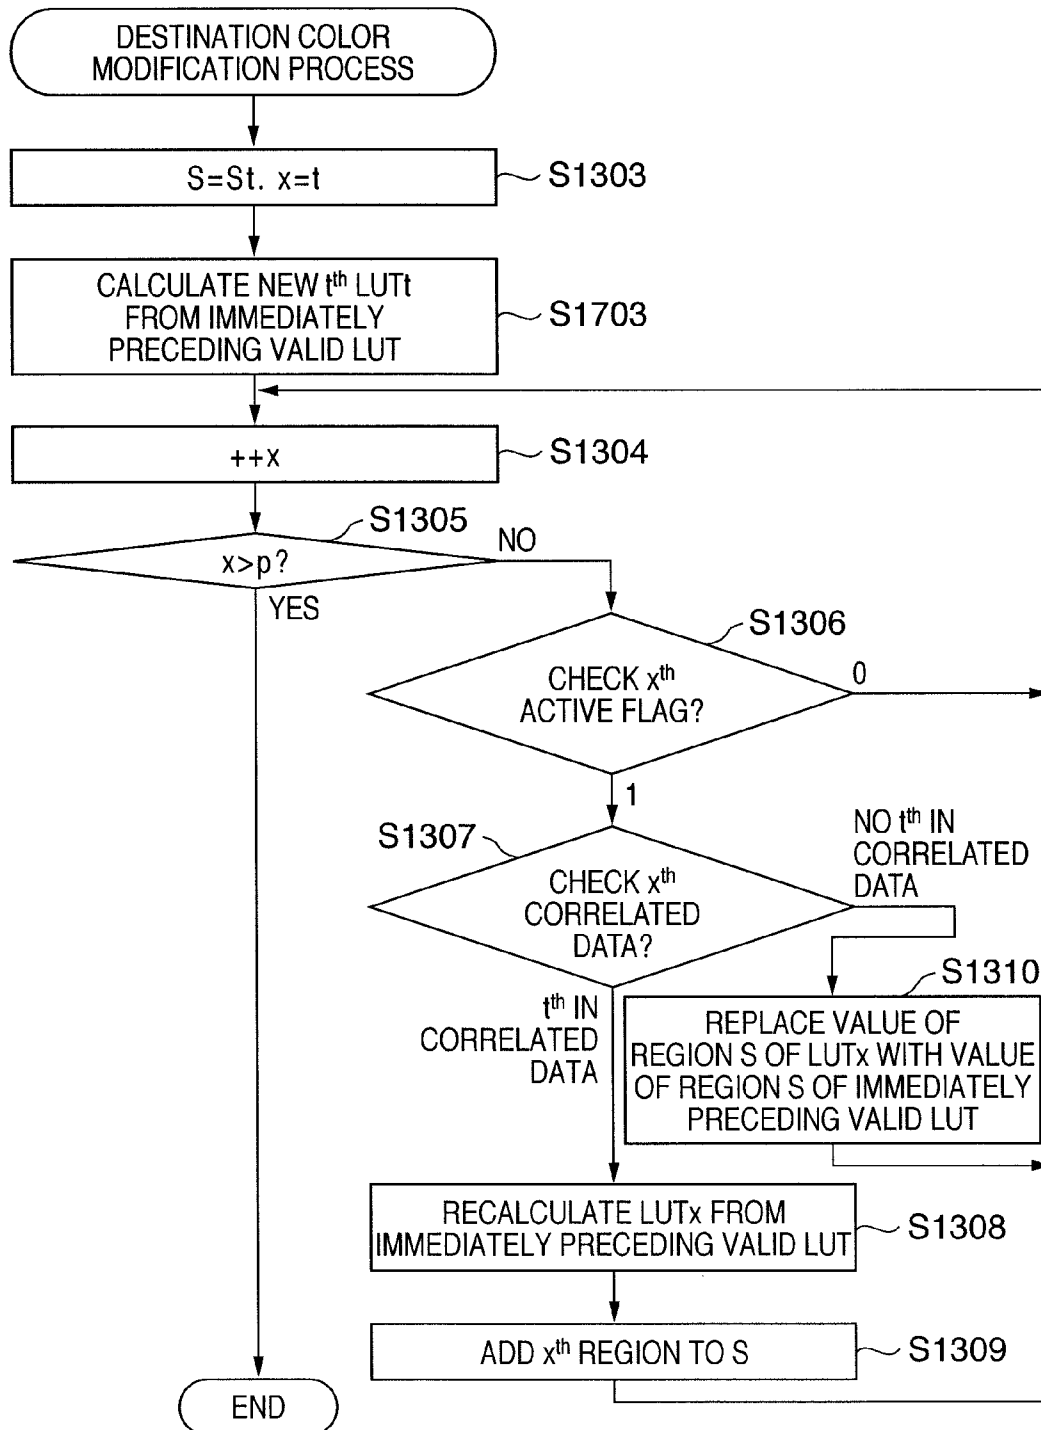 DESTINATION COLOR
MODIFICATION PROCESS
S=St. x=t
S1303
CALCULATE NEW tth LUTt
FROM IMMEDIATELY
PRECEDING VALID LUT
S1703
++x
S1304
S1305
x>p?
NO
YES
S1306
CHECK xth
ACTIVE FLAG?
0
1
S1307
CHECK xth
CORRELATED
DATA?
NO tth IN
CORRELATED
DATA
tth IN
CORRELATED
DATA
S1310
REPLACE VALUE OF
REGION S OF LUTx WITH VALUE
OF REGION S OF IMMEDIATELY
PRECEDING VALID LUT
RECALCULATE LUTx FROM
IMMEDIATELY PRECEDING VALID LUT
S1308
ADD xth REGION TO S
S1309
END